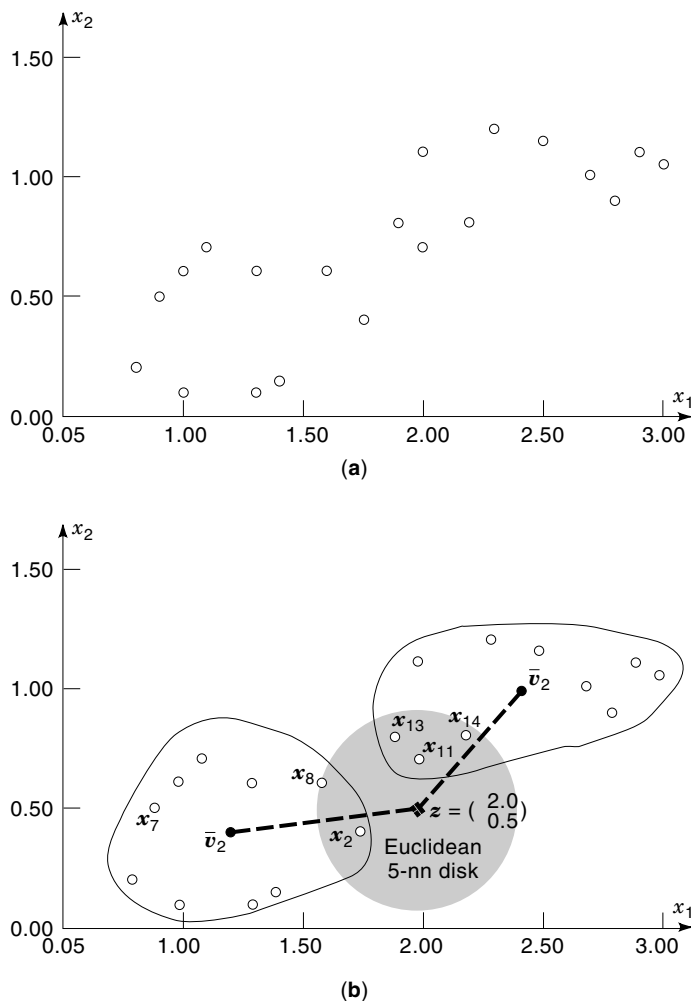 x2
1.50
1.00
0.50
0.00
0.05 1.00 1.50 2.00 2.50 3.00
x1
(a)
x2
1.50
1.00
0.50
0.00
v̅2
x13 x14
x11
x8
x7
v̅2
x2
z = ( 2.0 0.5 )
Euclidean
5-nn disk
x1
0.05 1.00 1.50 2.00 2.50 3.00
(b)